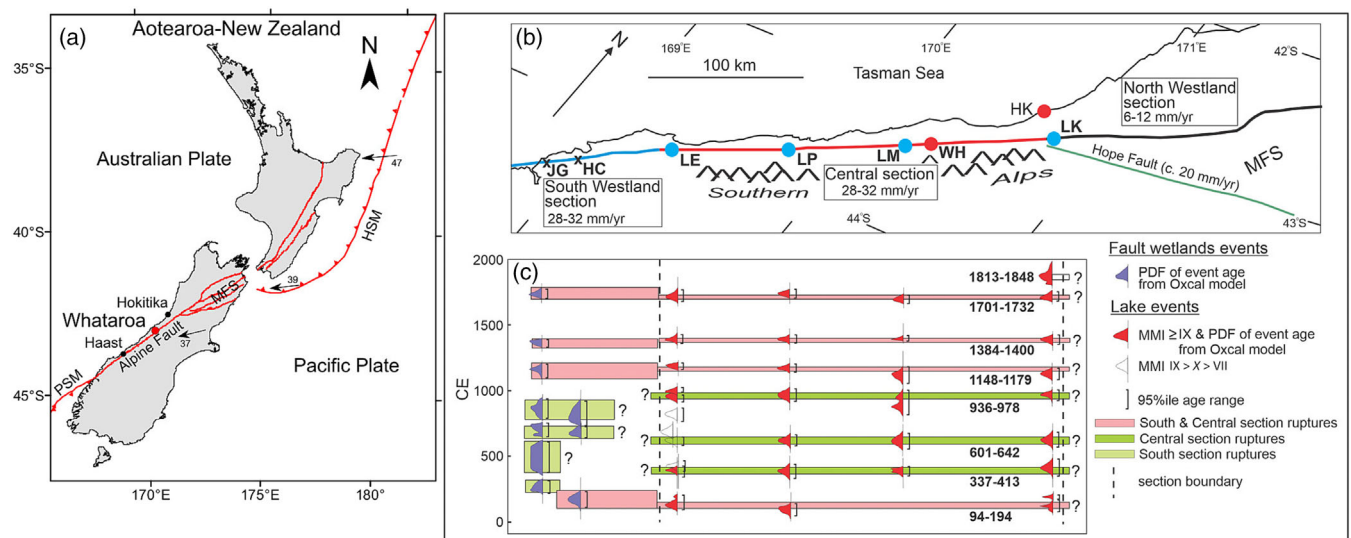 (a)
Aotearoa-New Zealand
N
35°S
40°S
45°S
170°E
175°E
180°E
Australian Plate
Pacific Plate
47
39
37
HSM
MFS
PSM
Hokitika
Whataroa
Haast
Alpine Fault
(b)
N
169°E
170°E
171°E
42°S
43°S
44°S
100 km
Tasman Sea
HK
North Westland
section
6-12 mm/yr
LK
LE
LP
LM
WH
JG
HC
MFS
Hope Fault (c. 20 mm/yr)
Southern
Alps
South Westland
section
28-32 mm/yr
Central section
28-32 mm/yr
(c)
2000
1500
1000
500
0
CE
1813-1848
?
1701-1732
?
1384-1400
?
1148-1179
?
?
936-978
?
?
?
?
601-642
?
?
?
337-413
?
94-194
?
Fault wetlands events
PDF of event age
from Oxcal model
Lake events
MMI ≥IX & PDF of event age
from Oxcal model
MMI IX > X > VII
95%ile age range
South & Central section ruptures
Central section ruptures
South section ruptures
section boundary